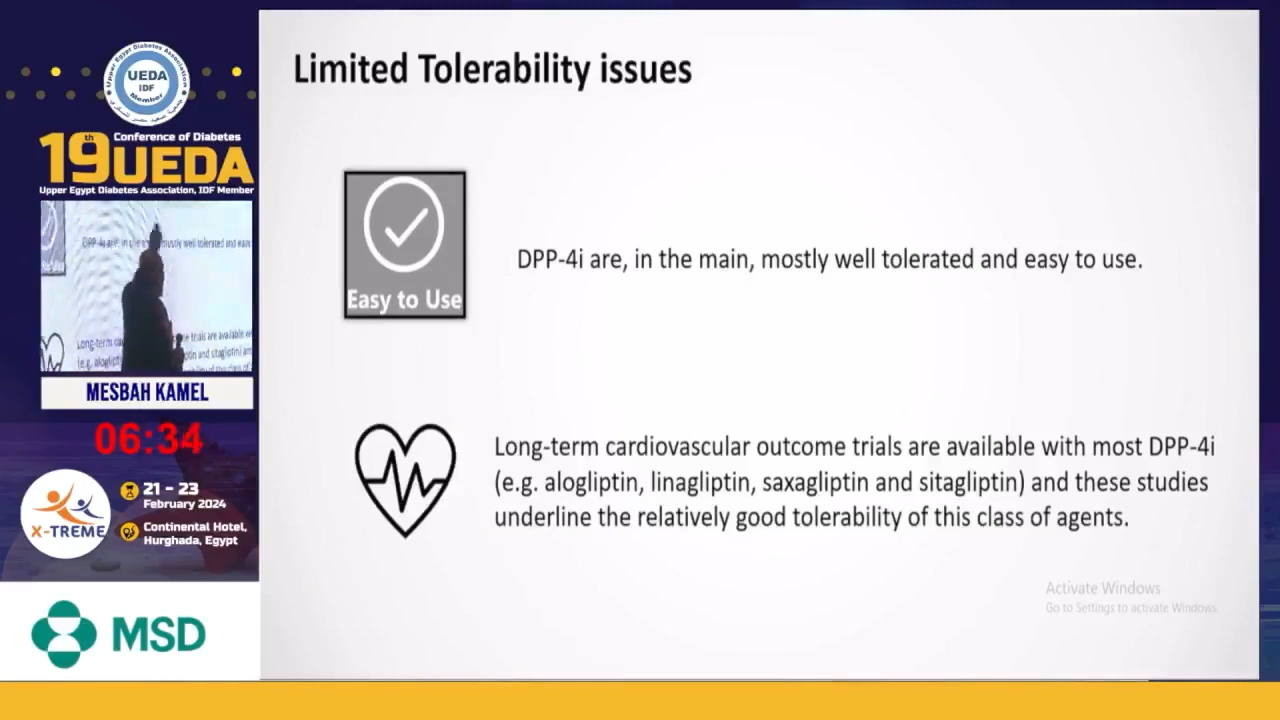 Limited Tolerability issues
Easy to Use
DPP-4i are, in the main, mostly well tolerated and easy to use.
Long-term cardiovascular outcome trials are available with most DPP-4i
(e.g. alogliptin, linagliptin, saxagliptin and sitagliptin) and these studies
underline the relatively good tolerability of this class of agents.
Activate Windows
Go to Settings to activate Windows.
Upper Egypt Diabetes Association
UEDA
IDF
Member
Conference of Diabetes
19th UEDA
Upper Egypt Diabetes Association, IDF Member
MESBAH KAMEL
06:34
X-TREME
21 - 23
February 2024
Continental Hotel,
Hurghada, Egypt
MSD